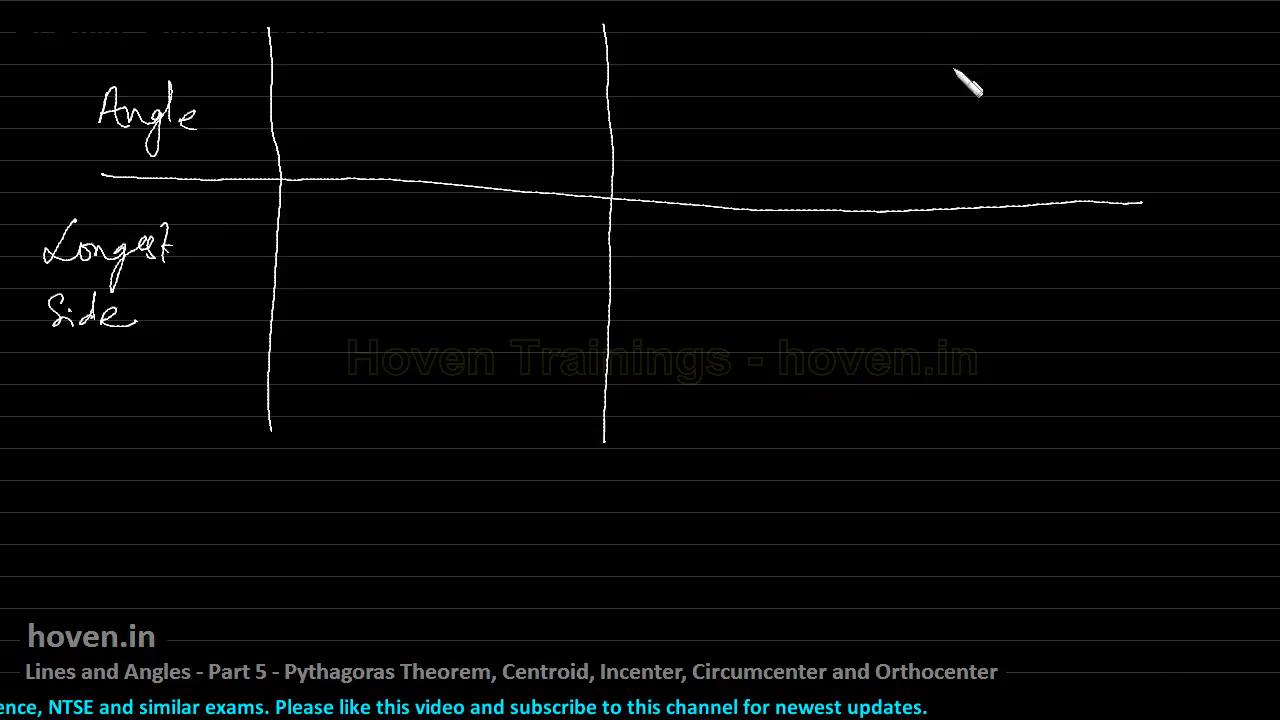 Angle
Longest
Side
Hoven Trainings - hoven.in
hoven.in
Lines and Angles - Part 5 - Pythagoras Theorem, Centroid, Incenter, Circumcenter and Orthocenter
ence, NTSE and similar exams. Please like this video and subscribe to this channel for newest updates.